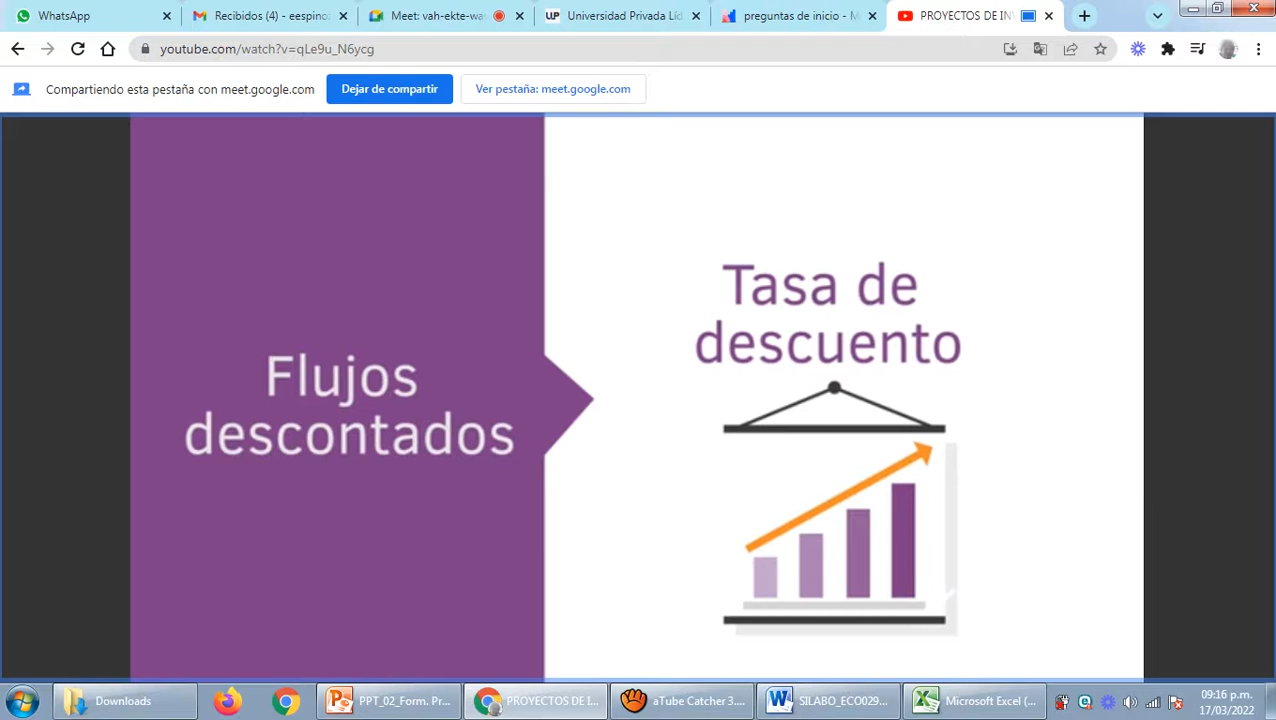 WhatsApp
Recibidos (4) - eespino
Meet: vah-ekte-wa
Universidad Privada Líd
preguntas de inicio - M
PROYECTOS DE IN
youtube.com/watch?v=qLe9u_N6ycg
Compartiendo esta pestaña con meet.google.com
Dejar de compartir
Ver pestaña: meet.google.com
Flujos
descontados
Tasa de
descuento
Downloads
PPT_02_Form. Pr...
PROYECTOS DE I...
aTube Catcher 3....
SILABO_ECO029...
Microsoft Excel (...
09:16 p.m.
17/03/2022